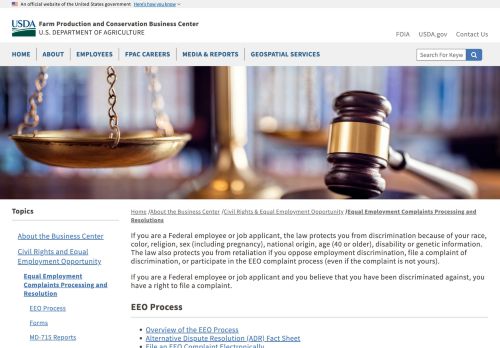 An official website of the United States government Here's how you know
USDA Farm Production and Conservation Business Center
U.S. DEPARTMENT OF AGRICULTURE
FOIA USDA.gov Contact Us
HOME ABOUT EMPLOYEES FPAC CAREERS MEDIA & REPORTS GEOSPATIAL SERVICES
Search For Keyw
Topics
About the Business Center
Civil Rights and Equal
Employment Opportunity
Equal Employment
Complaints Processing and
Resolution
EEO Process
Forms
MD-715 Reports
Home /About the Business Center /Civil Rights & Equal Employment Opportunity /Equal Employment Complaints Processing and
Resolutions
If you are a Federal employee or job applicant, the law protects you from discrimination because of your race,
color, religion, sex (including pregnancy), national origin, age (40 or older), disability or genetic information.
The law also protects you from retaliation if you oppose employment discrimination, file a complaint
of discrimination, or participate in the EEO complaint process (even if the complaint is not yours).
If you are a Federal employee or job applicant and you believe that you have been discriminated against, you
have a right to file a complaint.
EEO Process
Overview of the EEO Process
Alternative Dispute Resolution (ADR) Fact Sheet
File an EEO Complaint Electronically